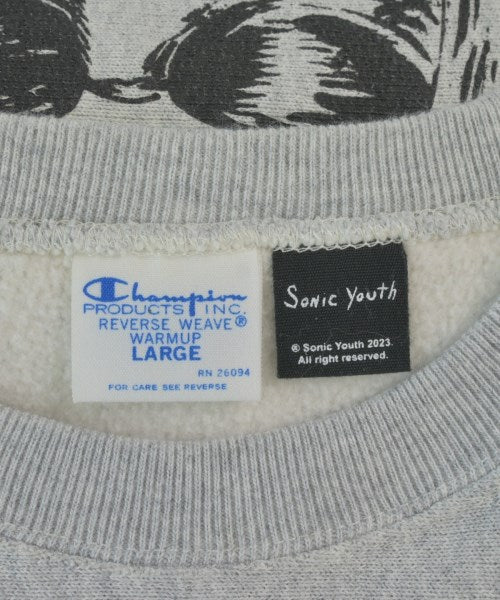 Champion
PRODUCTS INC.
REVERSE WEAVE®
WARMUP
LARGE
RN 26094
FOR CARE SEE REVERSE
Sonic Youth
® Sonic Youth 2023.
All right reserved.